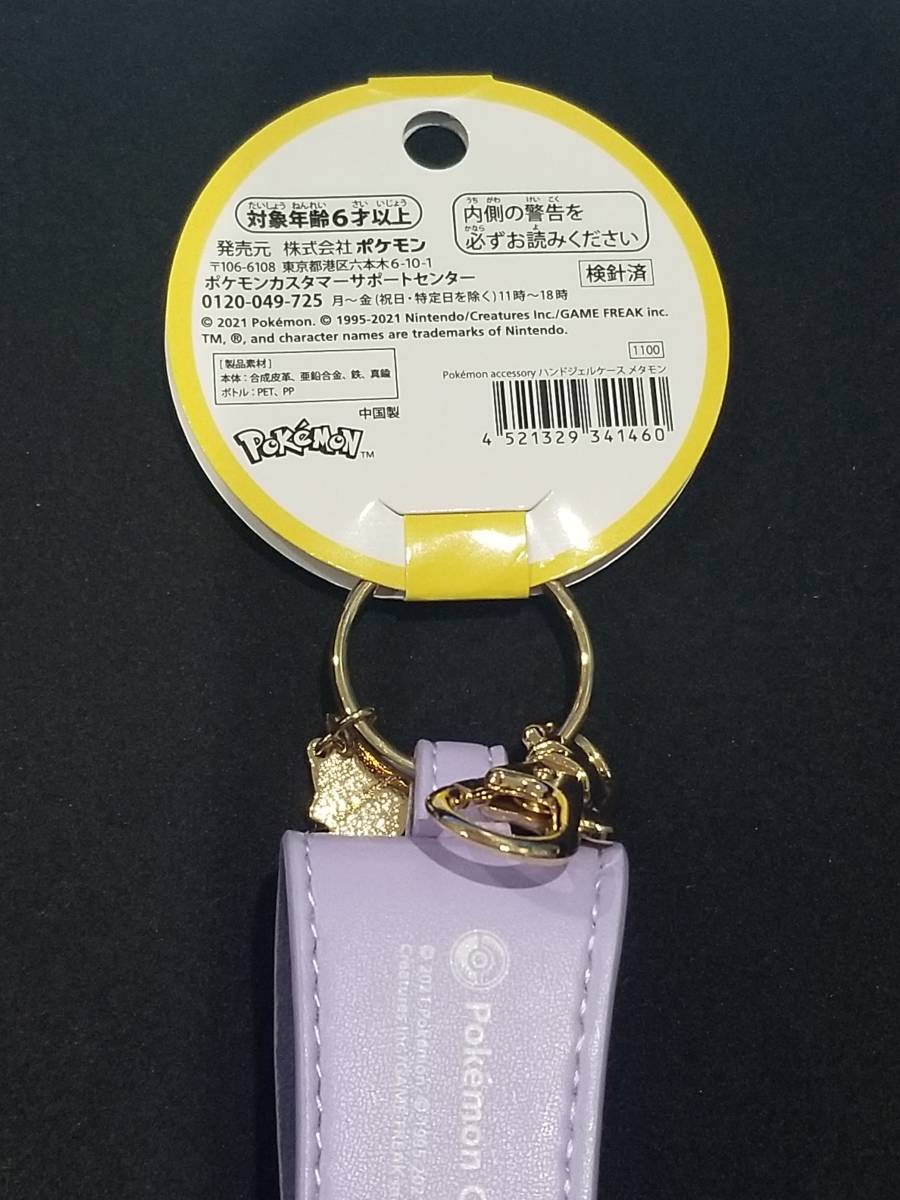 たいしょう ねんれい さい いじょう
対象年齢6才以上
うち がわ けい こく
内側の警告を
かなら よ
必ずお読みください
発売元 株式会社 ポケモン
〒106-6108 東京都港区六本木6-10-1
ポケモンカスタマーサポートセンター
検針済
0120-049-725 月〜金(祝日・特定日を除く)11時〜18時
© 2021 Pokémon. © 1995-2021 Nintendo/Creatures Inc./GAME FREAK inc.
TM, ®, and character names are trademarks of Nintendo.
[製品素材]
本体:合成皮革、亜鉛合金、鉄、真鍮
ボトル:PET、PP
中国製
POKéMON TM
1100
Pokémon accessory ハンドジェルケース メタモン
4 521329 341460
Pokémon C
© 2021 Pokémon. © 1995-20
Creatures Inc./GAME FREAK